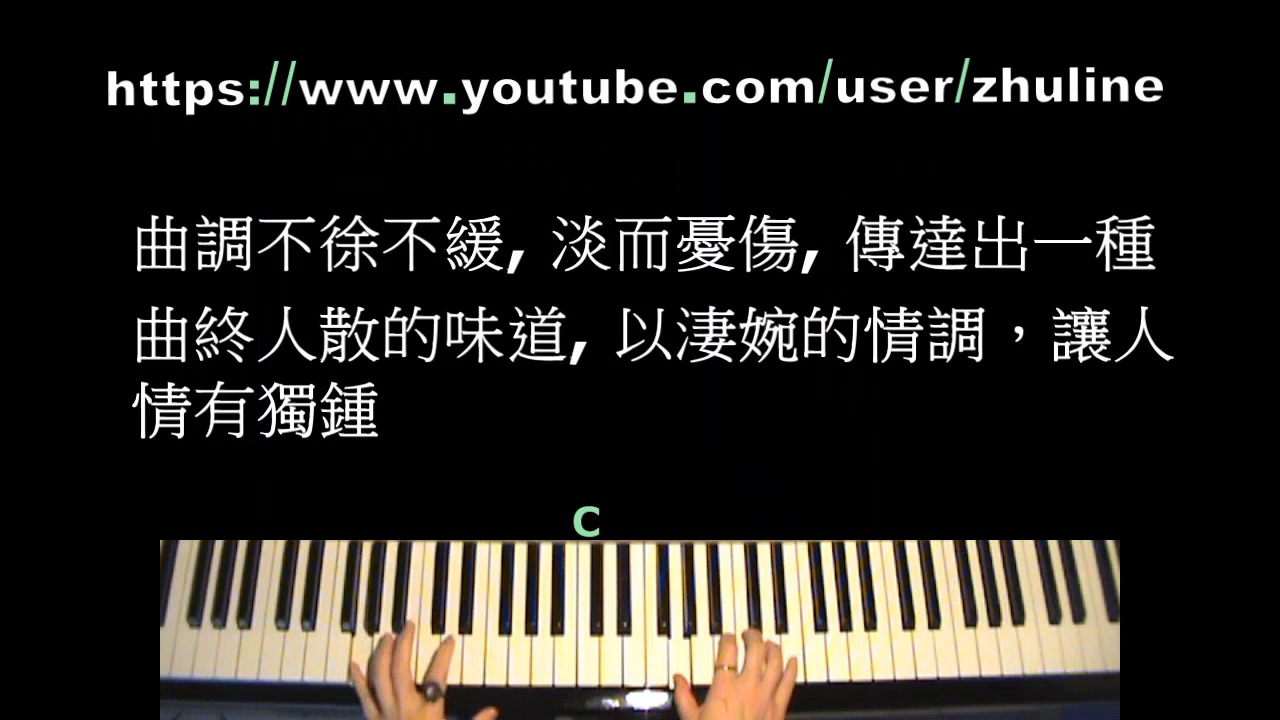 https://www.youtube.com/user/zhuline
曲調不徐不緩, 淡而憂傷, 傳達出一種
曲終人散的味道, 以淒婉的情調，讓人
情有獨鍾
C